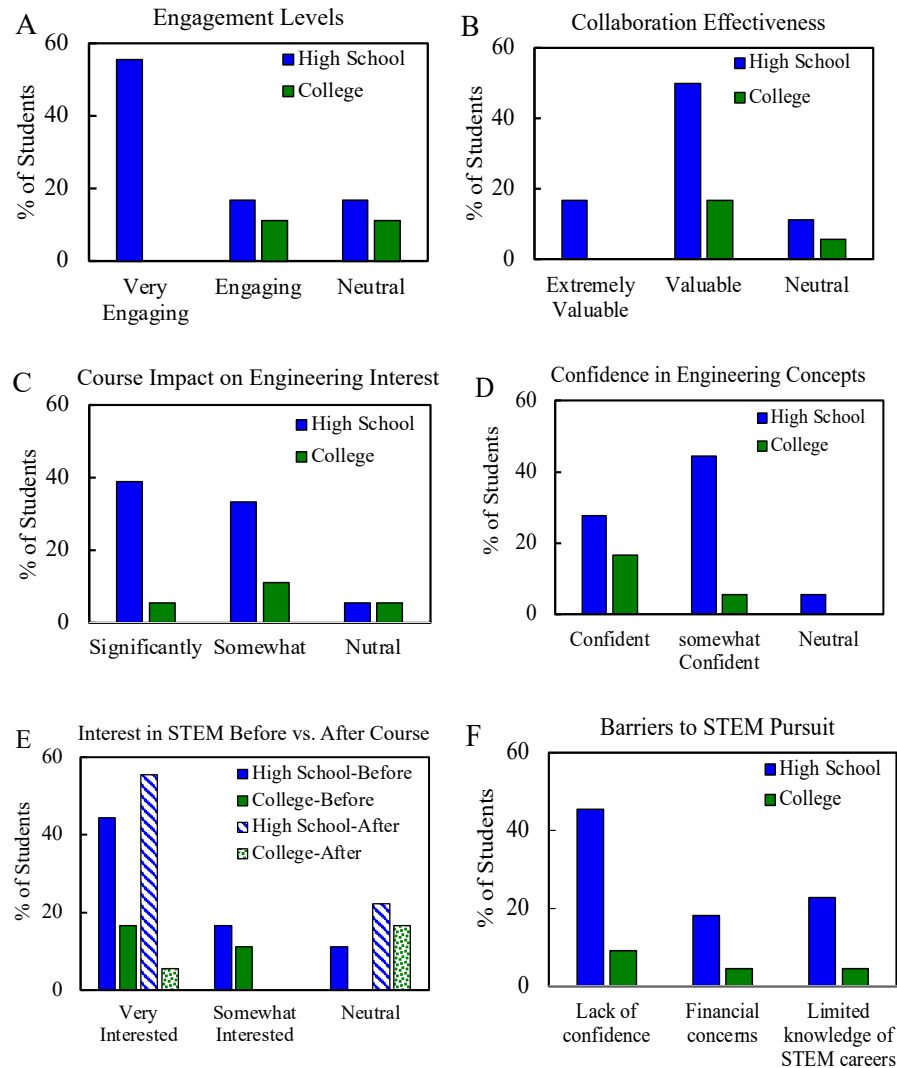 A
Engagement Levels
60
40
20
0
% of Students
High School
College
Very
Engaging
Engaging
Neutral
B
Collaboration Effectiveness
60
40
20
0
% of Students
High School
College
Extremely
Valuable
Valuable
Neutral
C
Course Impact on Engineering Interest
60
40
20
0
% of Students
High School
College
Significantly
Somewhat
Nutral
D
Confidence in Engineering Concepts
60
40
20
0
% of Students
High School
College
Confident
somewhat
Confident
Neutral
E
Interest in STEM Before vs. After Course
60
40
20
0
% of Students
High School-Before
College-Before
High School-After
College-After
Very
Interested
Somewhat
Interested
Neutral
F
Barriers to STEM Pursuit
60
40
20
0
% of Students
High School
College
Lack of
confidence
Financial
concerns
Limited
knowledge of
STEM careers